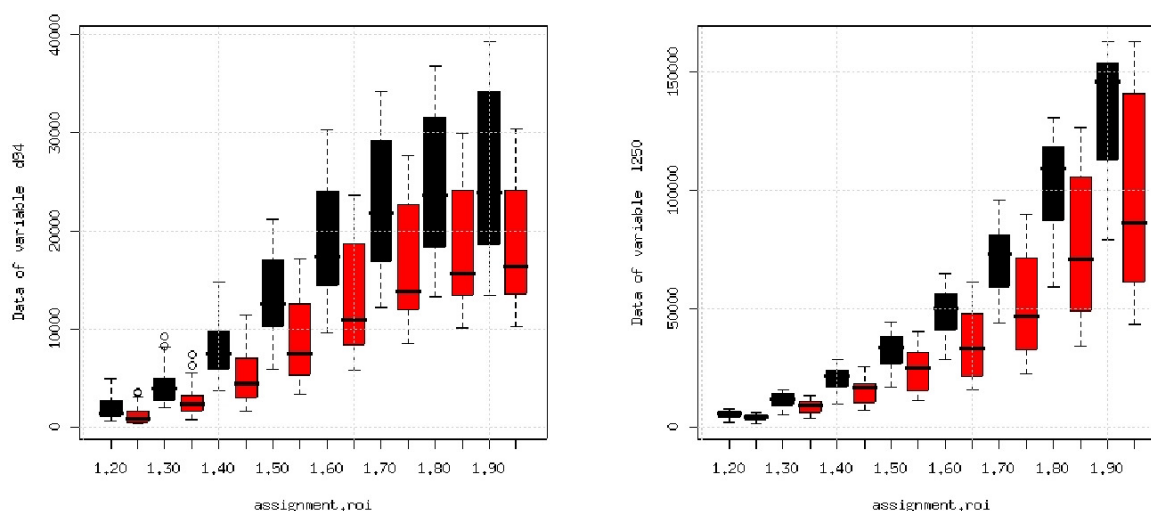 Data of variable d94
40000
30000
20000
10000
0
1,20 1,30 1,40 1,50 1,60 1,70 1,80 1,90
assignment,roi
Data of variable 1250
150000
100000
50000
0
1,20 1,30 1,40 1,50 1,60 1,70 1,80 1,90
assignment,roi